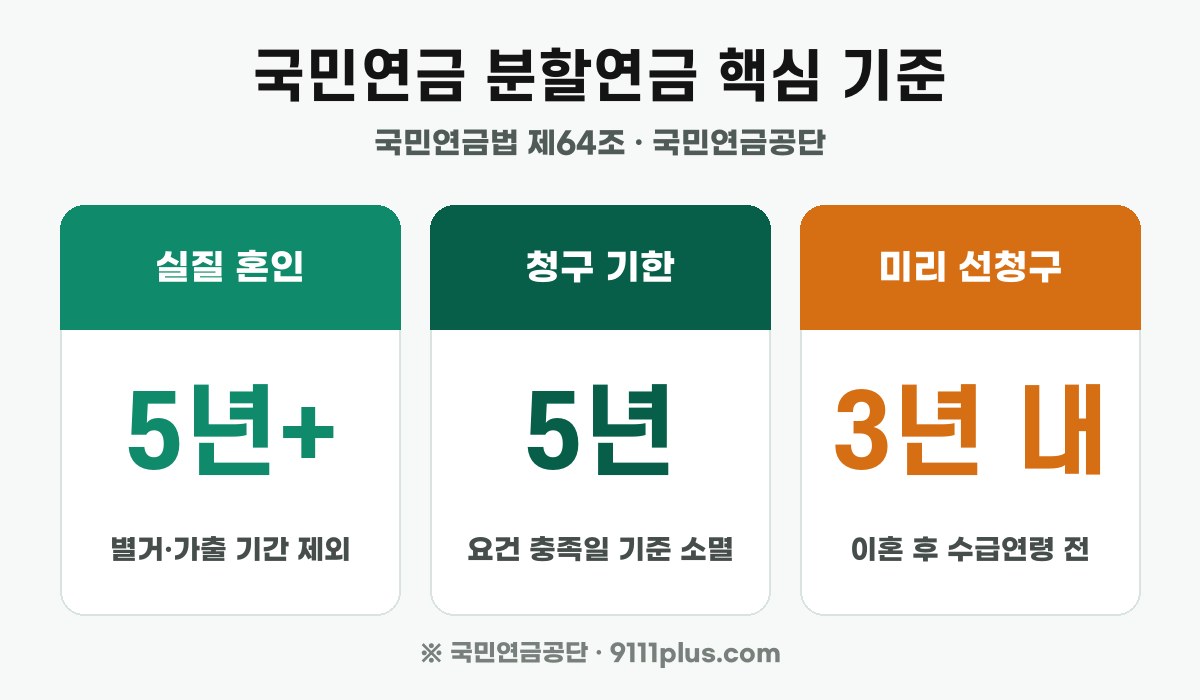 국민연금 분할연금 핵심 기준
국민연금법 제64조 · 국민연금공단
실질 혼인
5년+
별거·가출 기간 제외
청구 기한
5년
요건 충족일 기준 소멸
미리 선청구
3년 내
이혼 후 수급연령 전
※ 국민연금공단 · 9111plus.com